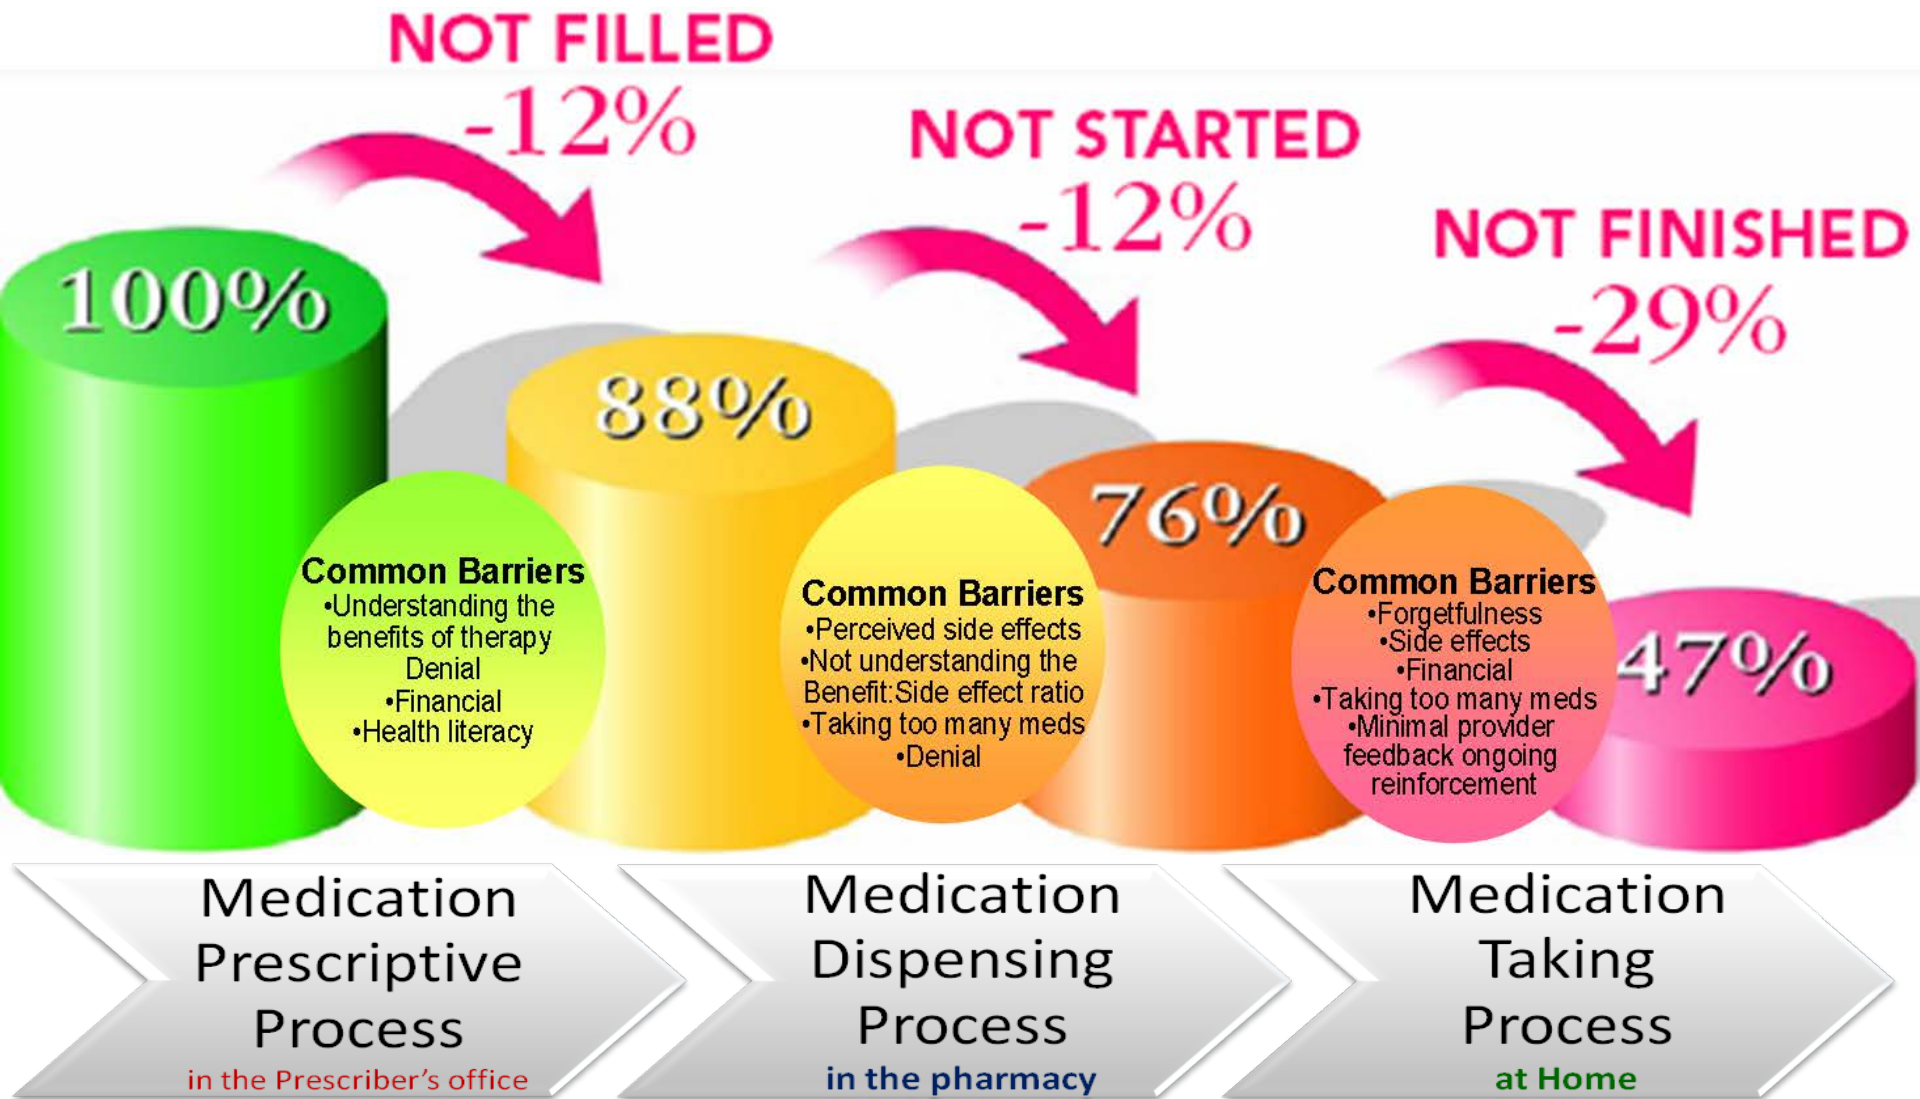 NOT FILLED
-12%
NOT STARTED
-12%
NOT FINISHED
-29%
100%
88%
76%
47%
Common Barriers
•Understanding the
benefits of therapy
Denial
•Financial
•Health literacy
Common Barriers
•Perceived side effects
•Not understanding the
Benefit:Side effect ratio
•Taking too many meds
•Denial
Common Barriers
•Forgetfulness
•Side effects
•Financial
•Taking too many meds
•Minimal provider
feedback ongoing
reinforcement
Medication
Prescriptive
Process
in the Prescriber's office
Medication
Dispensing
Process
in the pharmacy
Medication
Taking
Process
at Home